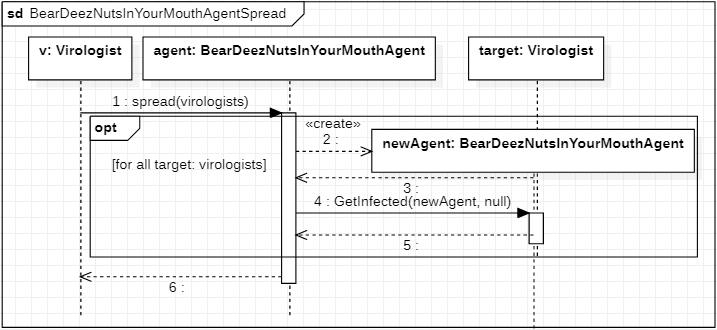 sd BearDeezNutsInYourMouthAgentSpread
v: Virologist
agent: BearDeezNutsInYourMouthAgent
target: Virologist
1 : spread(virologists)
opt
«create»
2 :
newAgent: BearDeezNutsInYourMouthAgent
[for all target: virologists]
3 :
4 : GetInfected(newAgent, null)
5 :
6 :